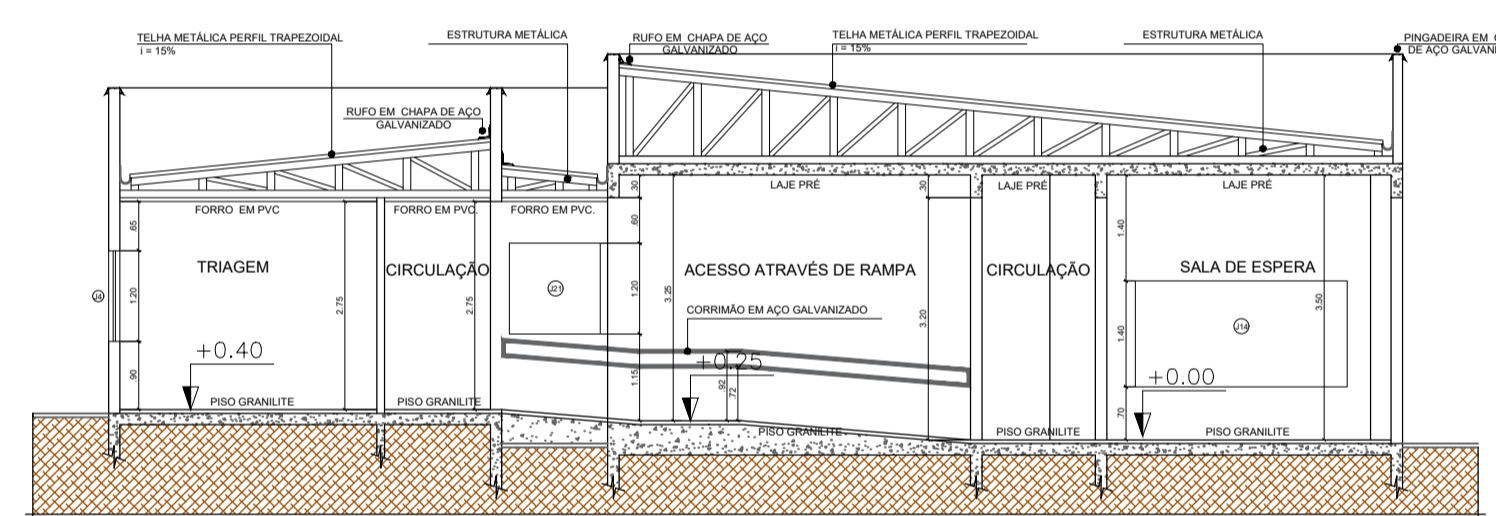 TELHA METÁLICA PERFIL TRAPEZOIDAL
i = 15%
ESTRUTURA METÁLICA
RUFO EM CHAPA DE AÇO
GALVANIZADO
TELHA METÁLICA PERFIL TRAPEZOIDAL
i = 15%
ESTRUTURA METÁLICA
PINGADEIRA EM
DE AÇO
RUFO EM CHAPA DE AÇO
GALVANIZADO
LAJE PRÉ
LAJE PRÉ
LAJE PRÉ
.30
.30
FORRO EM PVC
FORRO EM PVC.
FORRO EM PVC.
.65
.60
1.40
TRIAGEM
CIRCULAÇÃO
ACESSO ATRAVÉS DE RAMPA
CIRCULAÇÃO
SALA DE ESPERA
J4
1.20
2.75
2.75
J21
1.20
3.25
CORRIMÃO EM AÇO GALVANIZADO
3.20
1.40
J14
3.50
+0.40
+0.25
+0.00
.90
1.15
.92
.72
.70
PISO GRANILITE
PISO GRANILITE
PISO GRANILITE
PISO GRANILITE
PISO GRANILITE